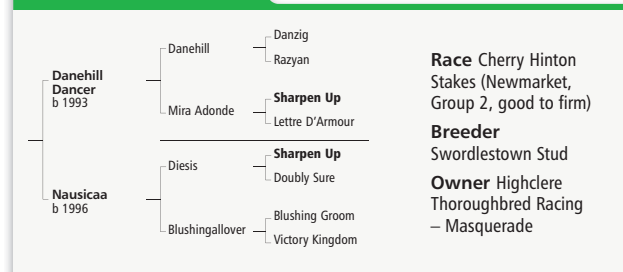 Danehill
Dancer
b 1993
Danehill
Danzig
Razyan
Mira Adonde
Sharpen Up
Lettre D’Armour
Nausicaa
b 1996
Diesis
Sharpen Up
Doubly Sure
Blushingallover
Blushing Groom
Victory Kingdom
Race Cherry Hinton
Stakes (Newmarket,
Group 2, good to firm)
Breeder
Swordlestown Stud
Owner Highclere
Thoroughbred Racing
– Masquerade